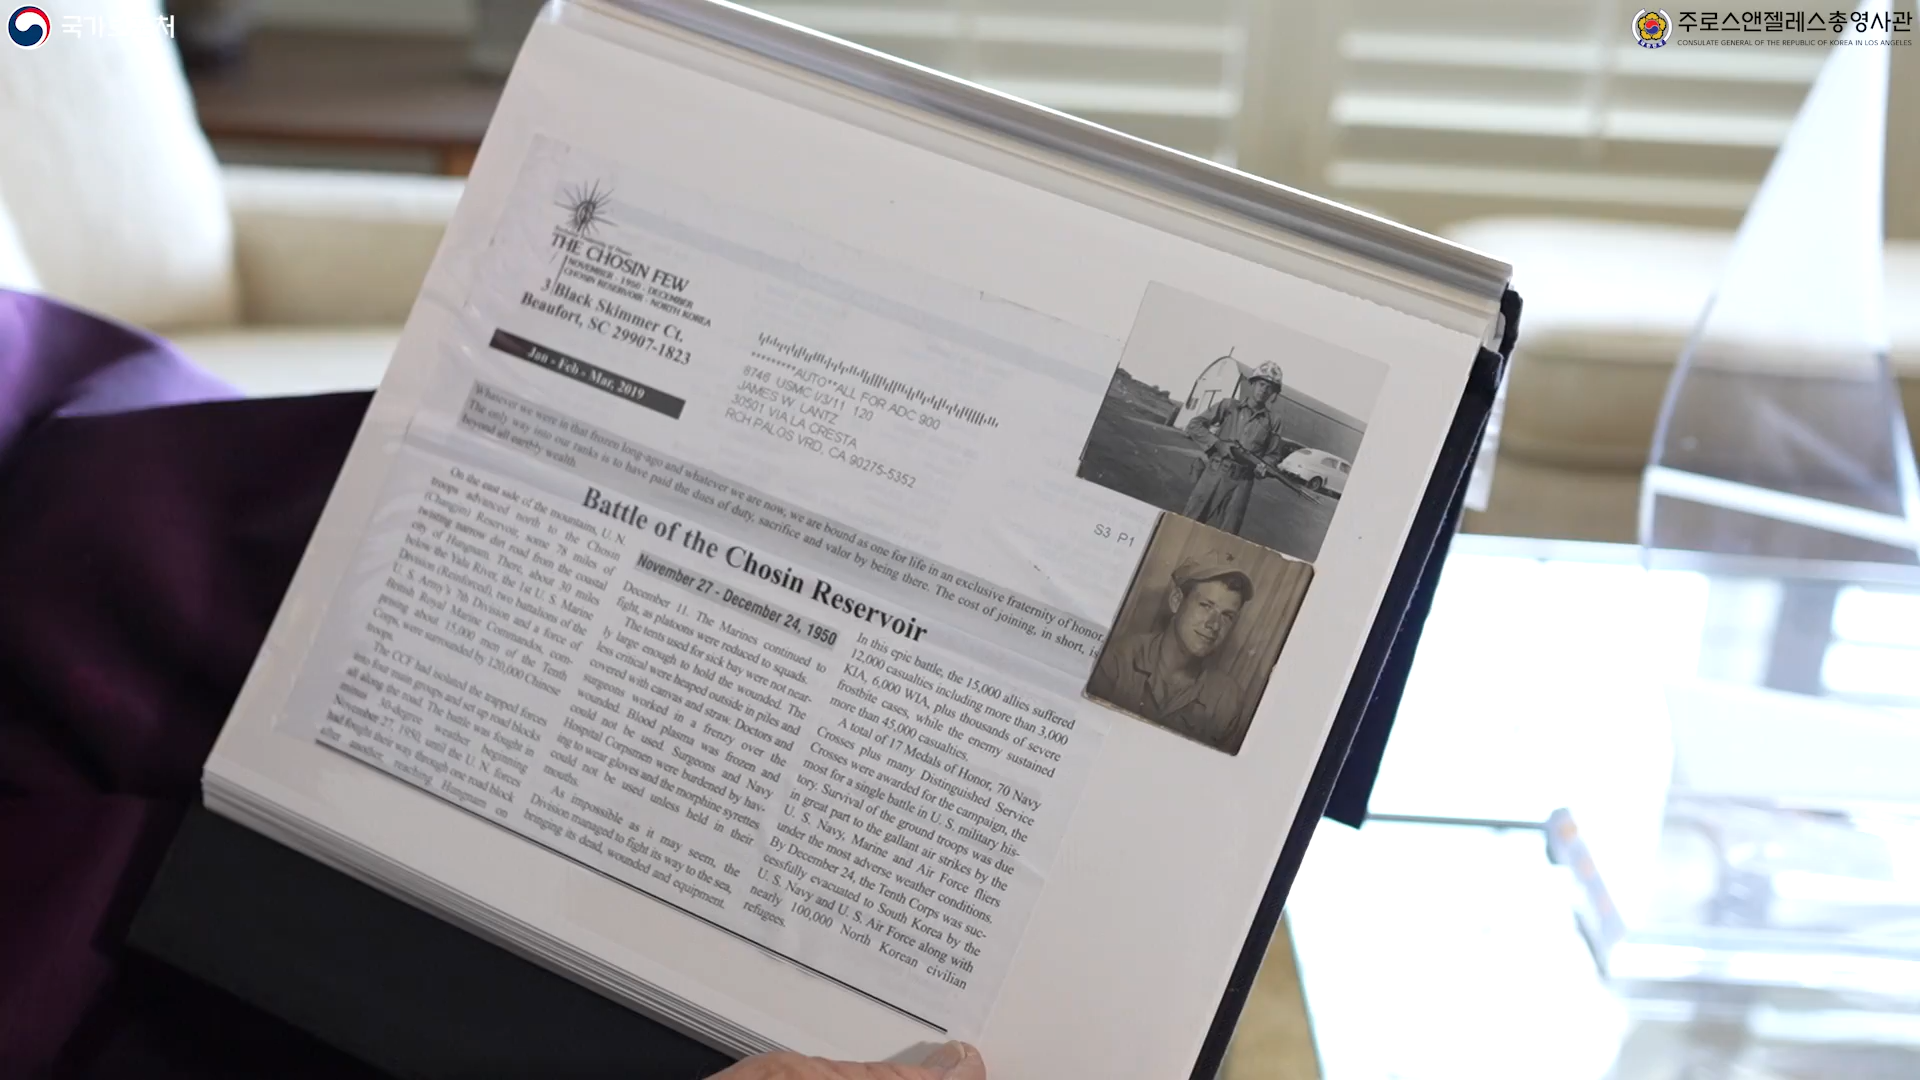 주로스앤젤레스총영사관
CONSULATE GENERAL OF THE REPUBLIC OF KOREA IN LOS ANGELES
THE CHOSIN FEW
NOVEMBER - 1950 - DECEMBER
CHOSIN RESERVOIR - NORTH KOREA
3 Black Skimmer Ct.
Beaufort, SC 29907-1823
Jan - Feb - Mar, 2019
*******AUTO**ALL FOR ADC 900
8746 USMC I/3/11 120
JAMES W. LANTZ
30501 VIA LA CRESTA
RCH PALOS VRD, CA 90275-5352
S3 P1
Whatever we were in that frozen long-ago and whatever we are now, we are bound as one for life in an exclusive fraternity of honor.
The only way into our ranks is to have paid the dues of duty, sacrifice and valor by being there. The cost of joining, in short, is
beyond all earthly wealth.
Battle of the Chosin Reservoir
November 27 - December 24, 1950
On the east side of the mountains, U. N.
troops advanced north to the Chosin
(Changjin) Reservoir, some 78 miles of
twisting narrow dirt road from the coastal
city of Hungnam. There, about 30 miles
below the Yalu River, the 1st U. S. Marine
Division (Reinforced), two battalions of the
U. S. Army's 7th Division and a force of
British Royal Marine Commandos, com-
prising about 15,000 men of the Tenth
Corps, were surrounded by 120,000 Chinese
troops.
The CCF had isolated the trapped forces
into four main groups and set up road blocks
all along the road. The battle was fought in
minus 30-degree weather beginning
November 27, 1950, until the U. N. forces
had fought their way through one road block
after another, reaching Hungnam on
December 11. The Marines continued to
fight, as platoons were reduced to squads.
The tents used for sick bay were not near-
ly large enough to hold the wounded. The
less critical were heaped outside in piles and
covered with canvas and straw. Doctors and
surgeons worked in a frenzy over the
wounded. Blood plasma was frozen and
could not be used. Surgeons and Navy
Hospital Corpsmen were burdened by hav-
ing to wear gloves and the morphine syrettes
could not be used unless held in their
mouths.
As impossible as it may seem, the
Division managed to fight its way to the sea,
bringing its dead, wounded and equipment.
In this epic battle, the 15,000 allies suffered
12,000 casualties including more than 3,000
KIA, 6,000 WIA, plus thousands of severe
frostbite cases, while the enemy sustained
more than 45,000 casualties.
A total of 17 Medals of Honor, 70 Navy
Crosses plus many Distinguished Service
Crosses were awarded for the campaign, the
most for a single battle in U. S. military his-
tory. Survival of the ground troops was due
in great part to the gallant air strikes by the
U. S. Navy, Marine and Air Force fliers
under the most adverse weather conditions.
By December 24, the Tenth Corps was suc-
cessfully evacuated to South Korea by the
U. S. Navy and U. S. Air Force along with
nearly 100,000 North Korean civilian
refugees.